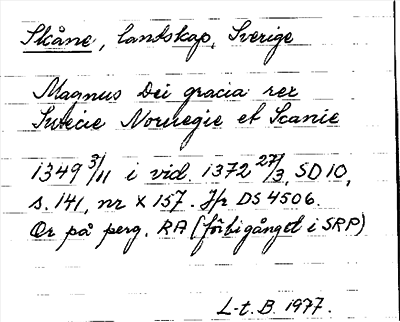 Skåne, landskap, Sverige
Magnus Dei gracia rex
Swecie Norwegie et Scanie
1349 3/11 i vid. 1372 27/3, SD 10,
s. 141, nr X 157. Jfr DS 4506.
Or på perg. RA (förbigånget i SRP)
L-t. B. 1977.